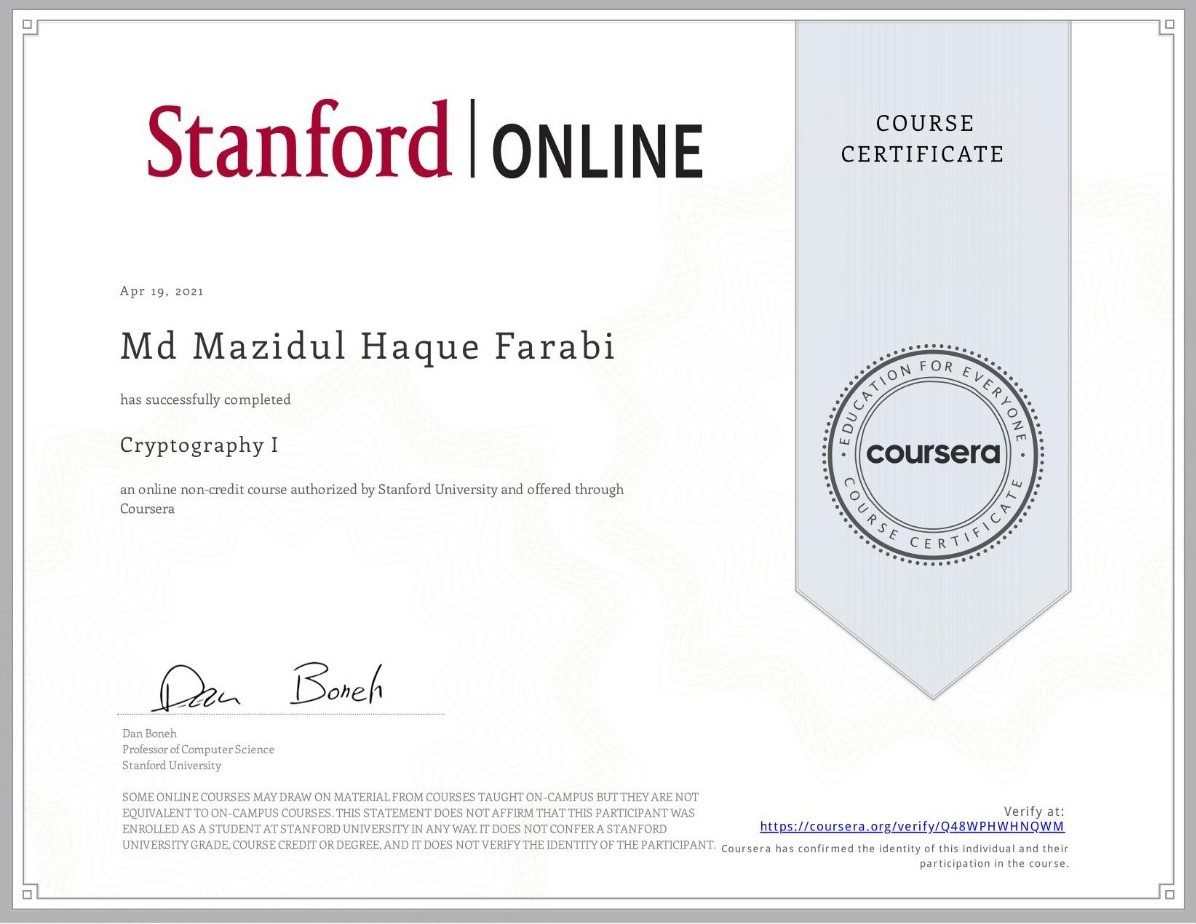 Stanford | ONLINE
COURSE
CERTIFICATE
Apr 19, 2021
Md Mazidul Haque Farabi
has successfully completed
Cryptography I
an online non-credit course authorized by Stanford University and offered through
Coursera
EDUCATION FOR EVERYONE
coursera
COURSE CERTIFICATE
Dan Boneh
Dan Boneh
Professor of Computer Science
Stanford University
SOME ONLINE COURSES MAY DRAW ON MATERIAL FROM COURSES TAUGHT ON-CAMPUS BUT THEY ARE NOT
EQUIVALENT TO ON-CAMPUS COURSES. THIS STATEMENT DOES NOT AFFIRM THAT THIS PARTICIPANT WAS
ENROLLED AS A STUDENT AT STANFORD UNIVERSITY IN ANY WAY. IT DOES NOT CONFER A STANFORD
UNIVERSITY GRADE, COURSE CREDIT OR DEGREE, AND IT DOES NOT VERIFY THE IDENTITY OF THE PARTICIPANT.
Verify at:
https://coursera.org/verify/Q48WPHWHNQWM
Coursera has confirmed the identity of this individual and their
participation in the course.